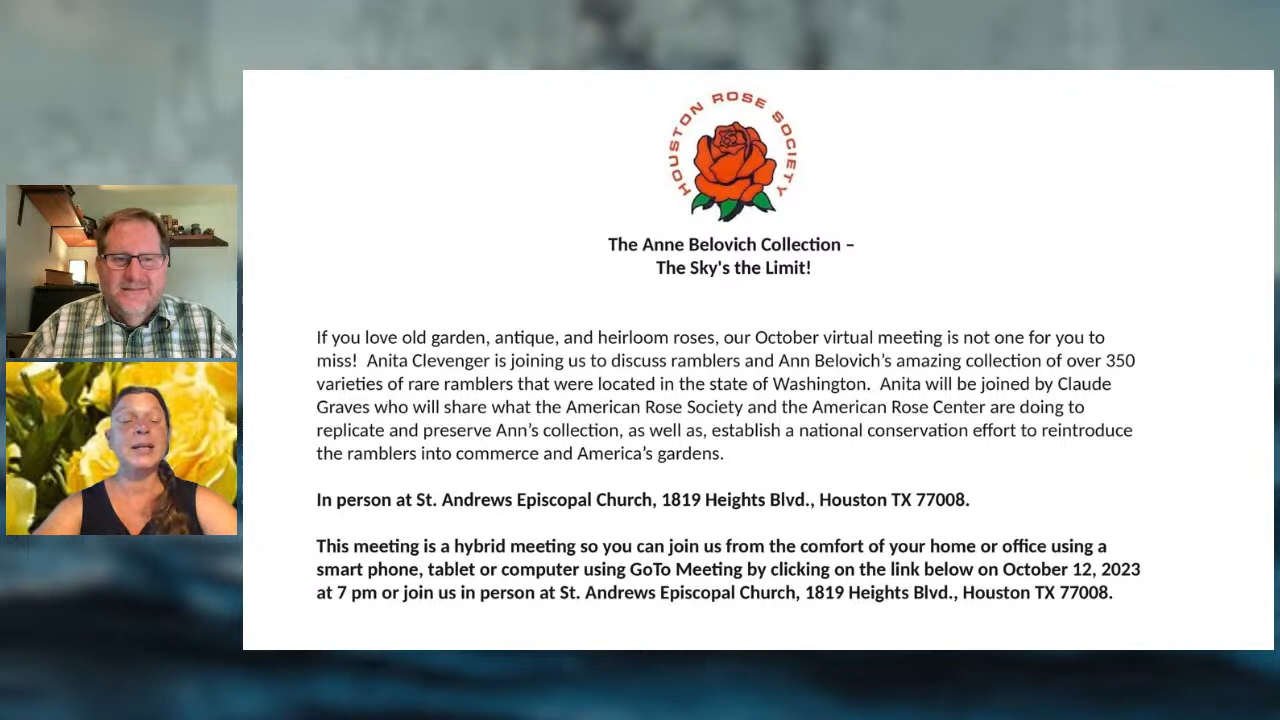 HOUSTON ROSE SOCIETY
The Anne Belovich Collection –
The Sky's the Limit!
If you love old garden, antique, and heirloom roses, our October virtual meeting is not one for you to
miss!  Anita Clevenger is joining us to discuss ramblers and Ann Belovich’s amazing collection of over 350
varieties of rare ramblers that were located in the state of Washington.  Anita will be joined by Claude
Graves who will share what the American Rose Society and the American Rose Center are doing to
replicate and preserve Ann’s collection, as well as, establish a national conservation effort to reintroduce
the ramblers into commerce and America’s gardens.
In person at St. Andrews Episcopal Church, 1819 Heights Blvd., Houston TX 77008.
This meeting is a hybrid meeting so you can join us from the comfort of your home or office using a
smart phone, tablet or computer using GoTo Meeting by clicking on the link below on October 12, 2023
at 7 pm or join us in person at St. Andrews Episcopal Church, 1819 Heights Blvd., Houston TX 77008.